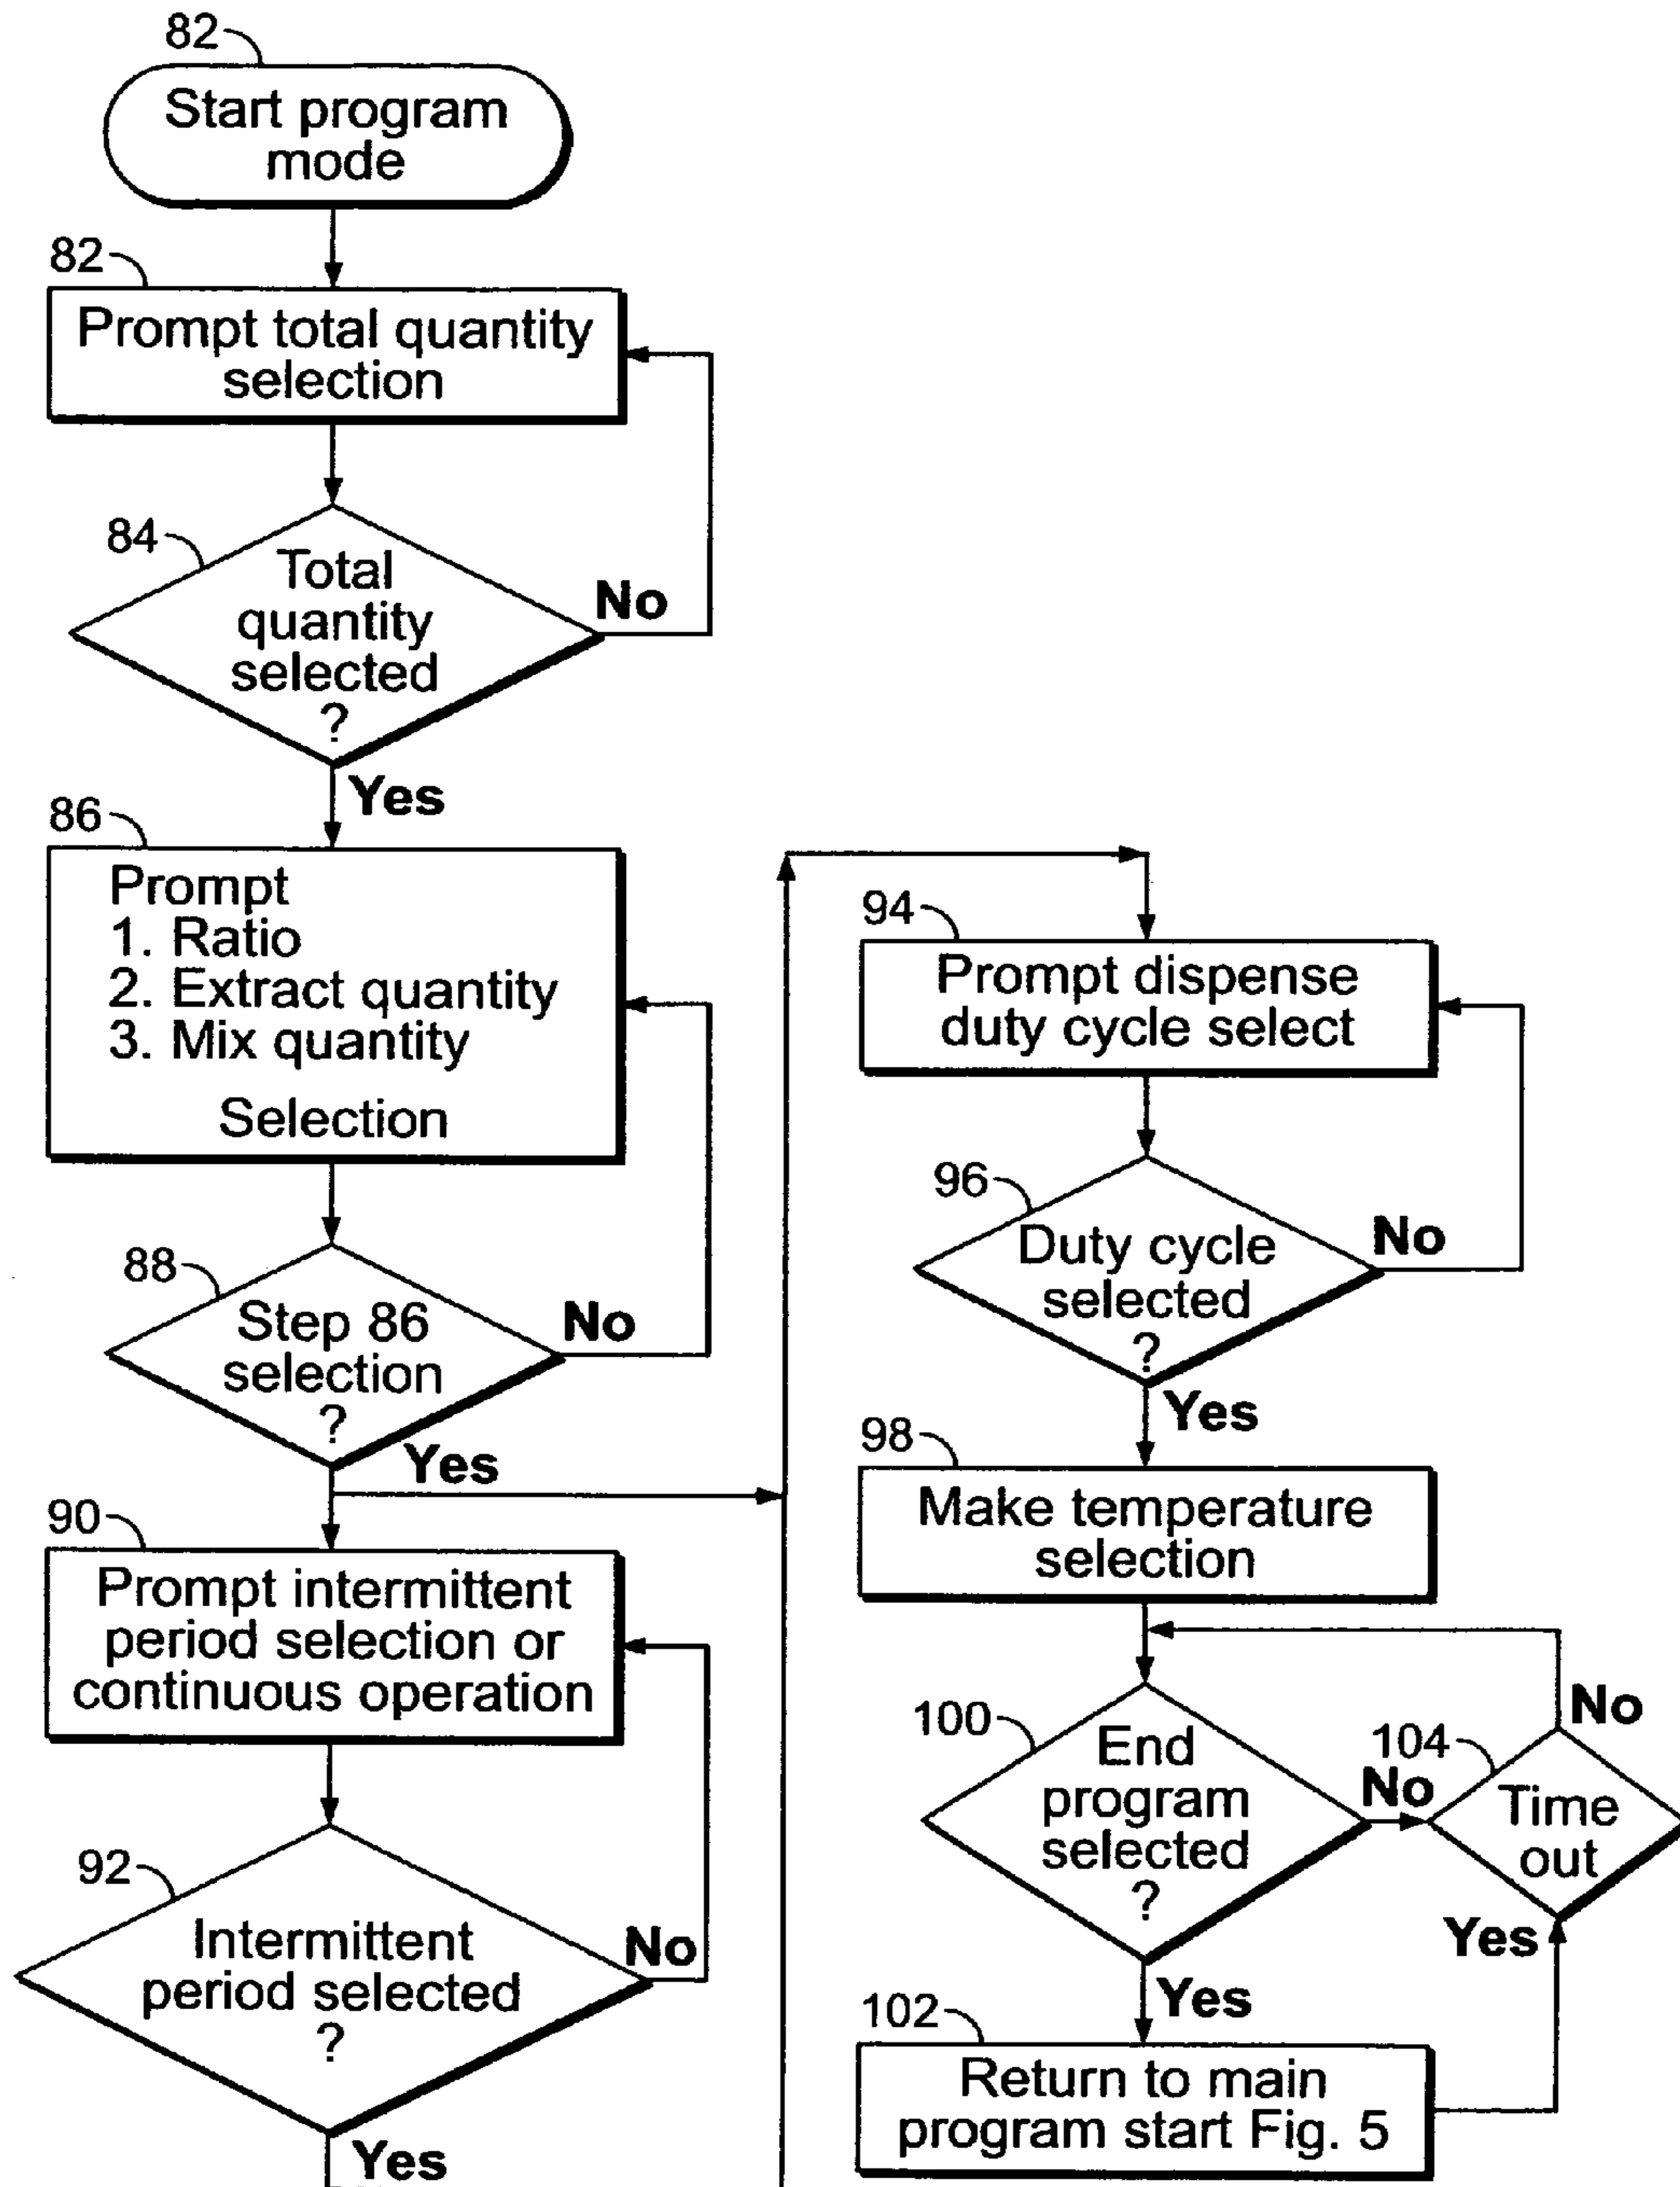 82
Start program
mode
82
Prompt total quantity
selection
84
Total
quantity
selected
?
No
Yes
86
Prompt
1. Ratio
2. Extract quantity
3. Mix quantity
Selection
88
Step 86
selection
?
No
Yes
90
Prompt intermittent
period selection or
continuous operation
92
Intermittent
period selected
?
No
Yes
94
Prompt dispense
duty cycle select
96
Duty cycle
selected
?
No
Yes
98
Make temperature
selection
100
End
program
selected
?
No
104
Time
out
No
Yes
Yes
102
Return to main
program start Fig. 5